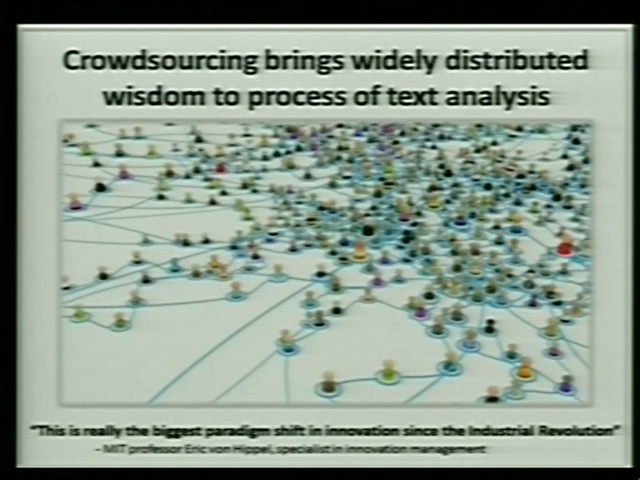 Crowdsourcing brings widely distributed
wisdom to process of text analysis
"This is really the biggest paradigm shift in innovation since the Industrial Revolution"
– MIT professor Eric von Hippel, specialist in innovation management